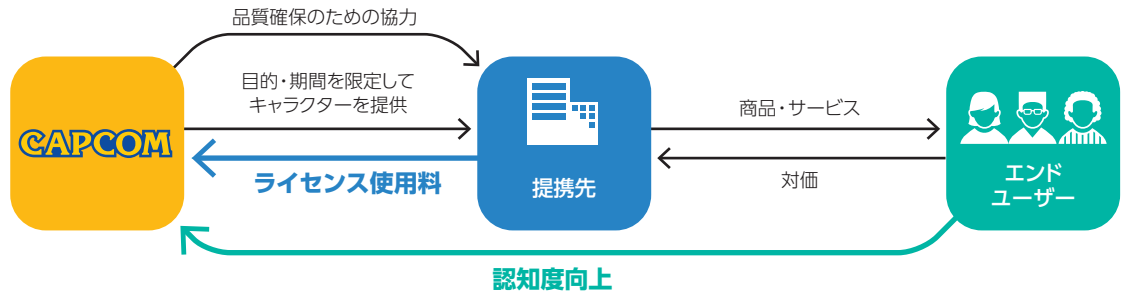 品質確保のための協力
目的・期間を限定して
キャラクターを提供
CAPCOM
ライセンス使用料
提携先
商品・サービス
対価
エンド
ユーザー
認知度向上